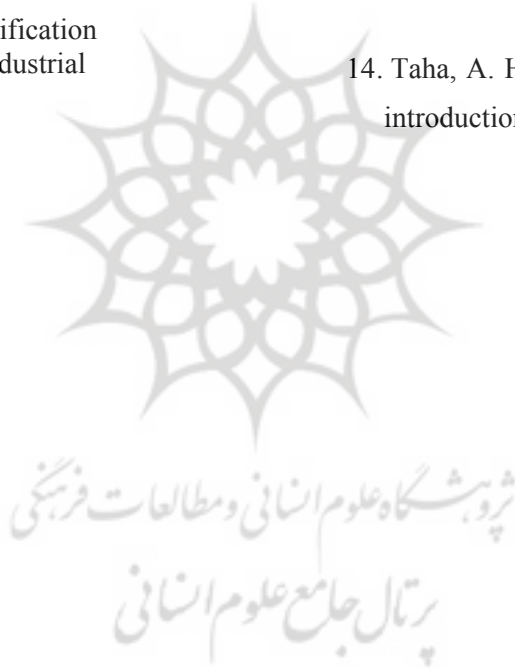 ification
dustrial
14. Taha, A. H
introduction
پژوهشگاه علوم انسانی و مطالعات فرهنگی
پرتال جامع علوم انسانی